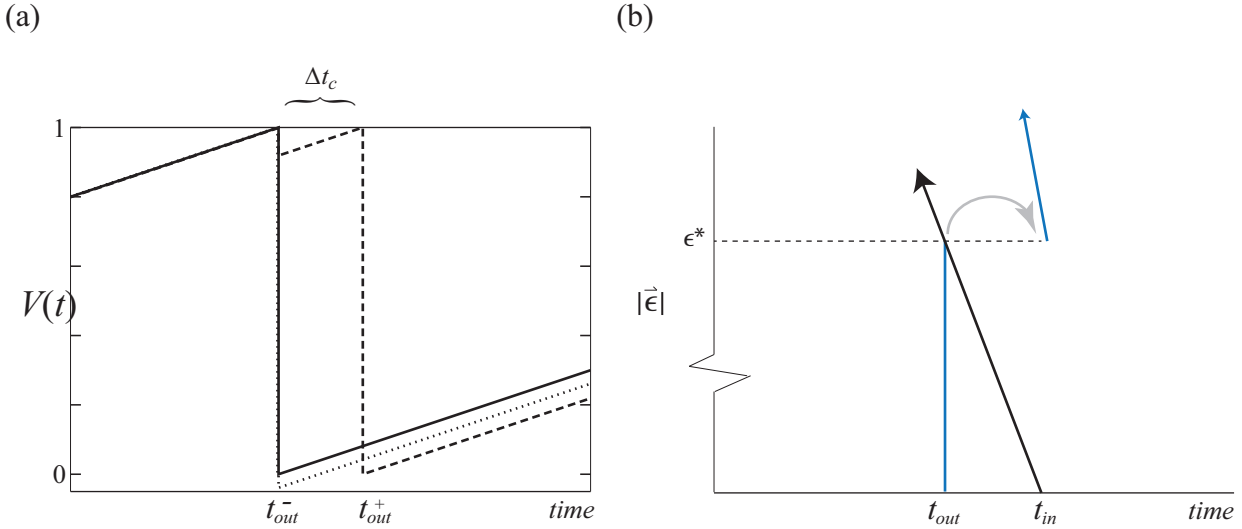 (a)
Δt_c
1
V(t)
0
t_out^-
t_out^+
time
(b)
ϵ*
|ϵ⃗|
t_out
t_in
time